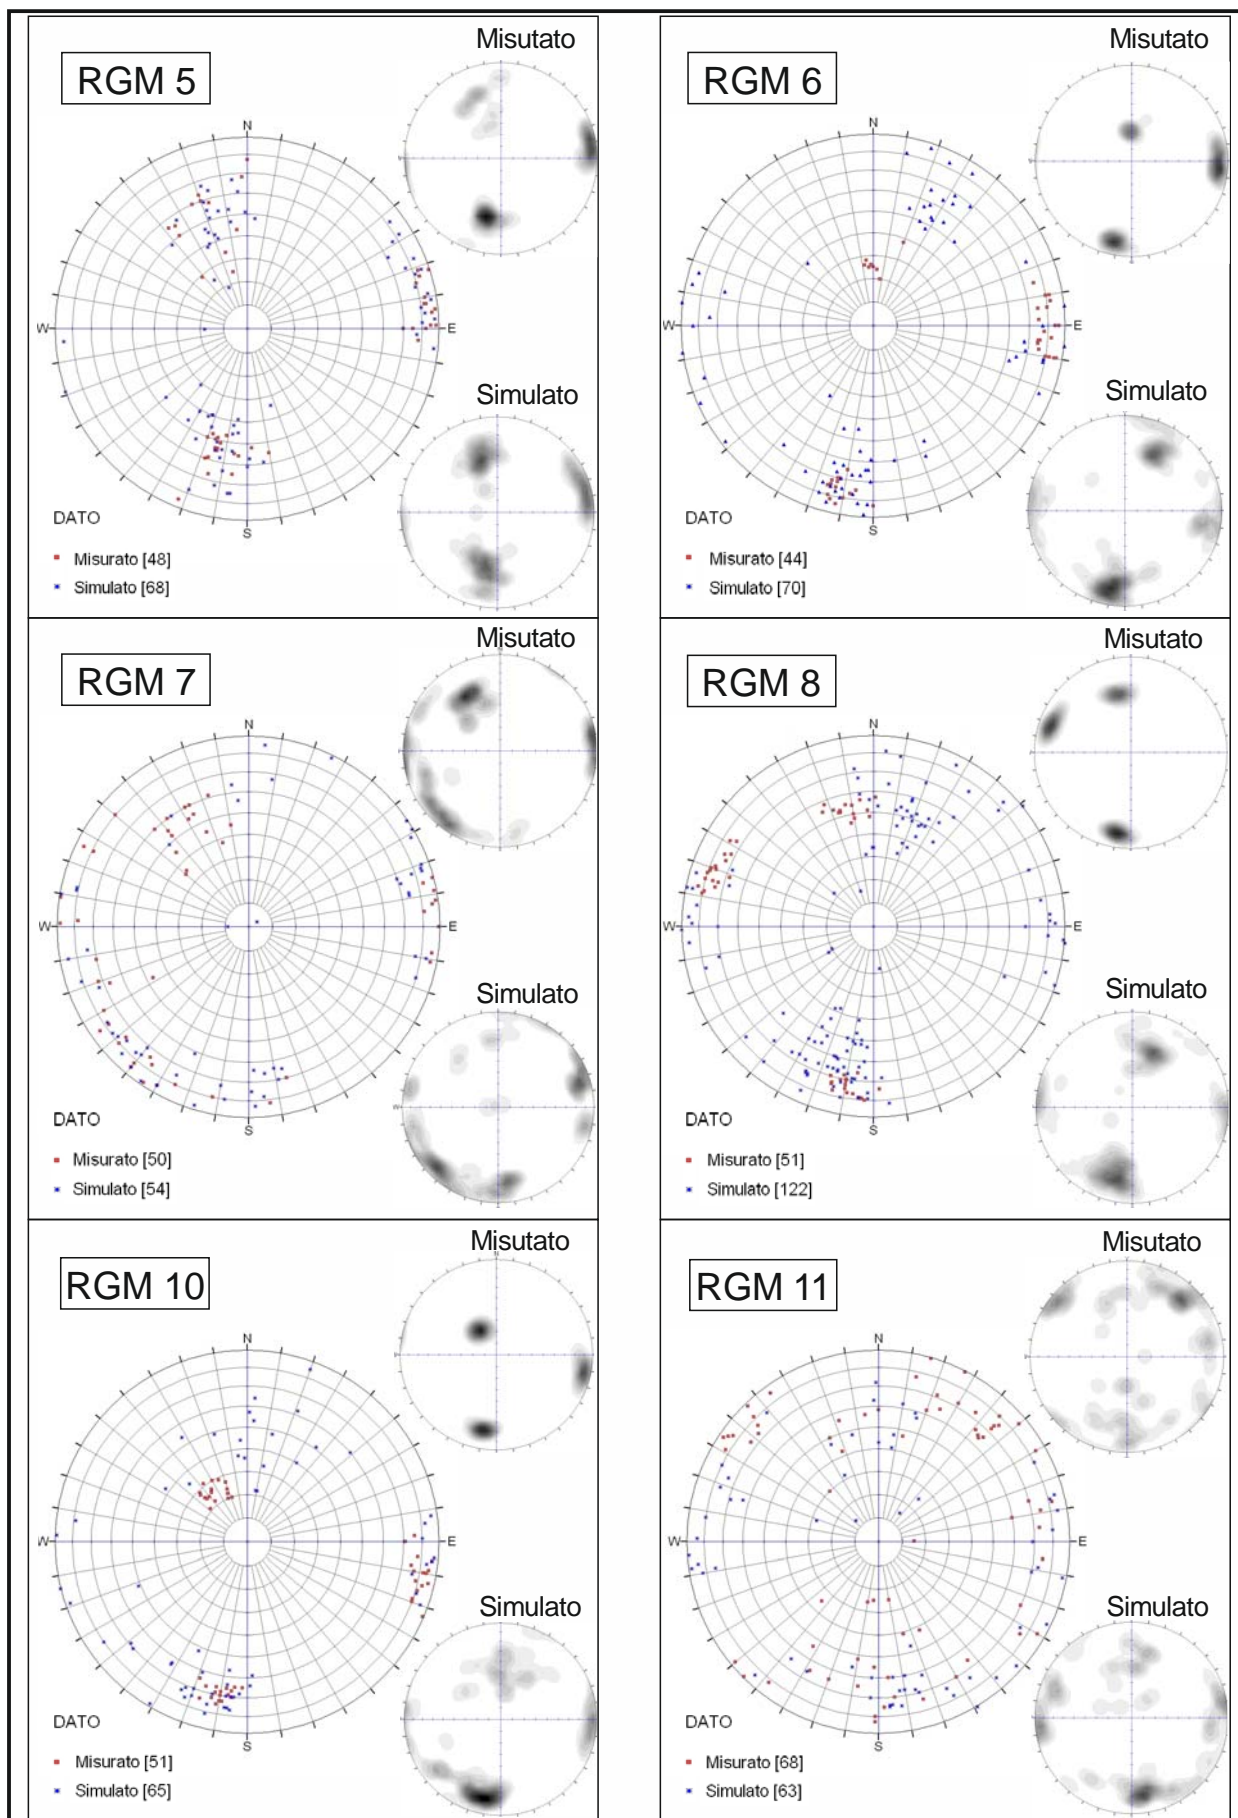 Misutato
RGM 5
N
W
E
S
Simulato
DATO
Misurato [48]
Simulato [68]
Misutato
RGM 6
N
W
E
S
Simulato
DATO
Misurato [44]
Simulato [70]
Misutato
RGM 7
N
W
E
S
Simulato
DATO
Misurato [50]
Simulato [54]
Misutato
RGM 8
N
W
E
S
Simulato
DATO
Misurato [51]
Simulato [122]
Misutato
RGM 10
N
W
E
S
Simulato
DATO
Misurato [51]
Simulato [65]
Misutato
RGM 11
N
W
E
S
Simulato
DATO
Misurato [68]
Simulato [63]